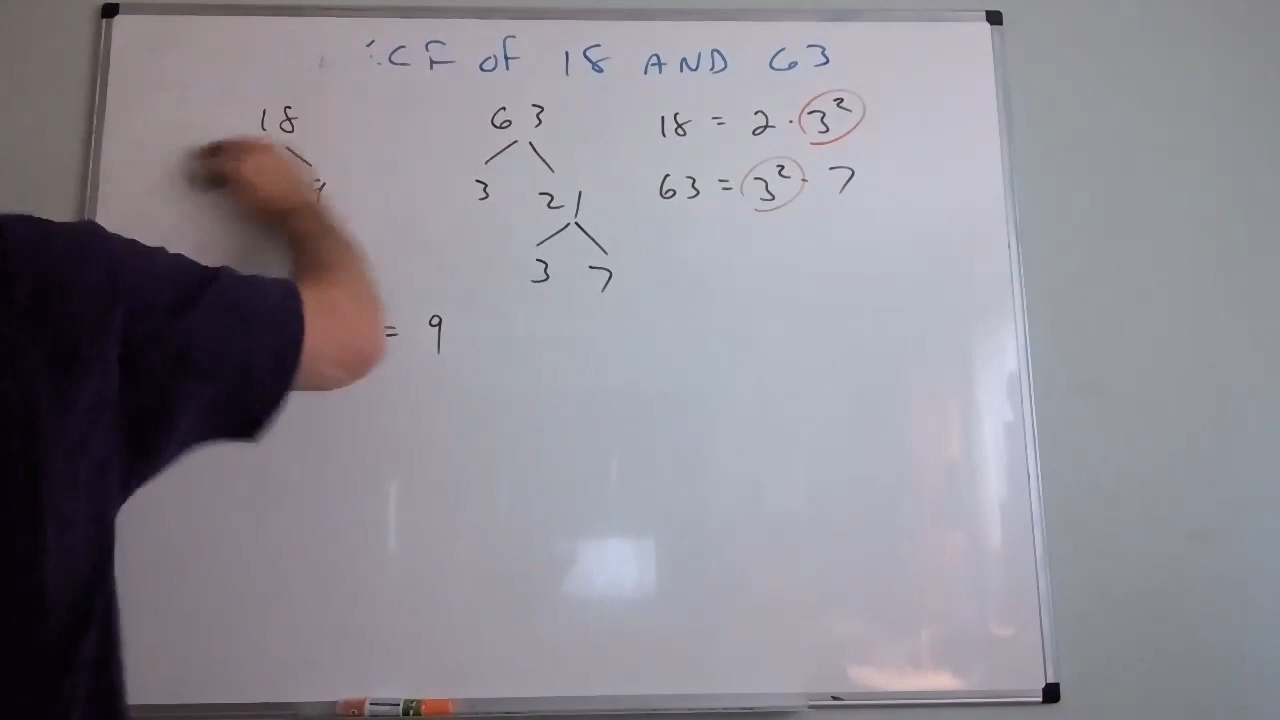 CF of 18 AND 63
18
63
18 = 2 · 3²
3
21
63 = 3² · 7
3 7
= 9